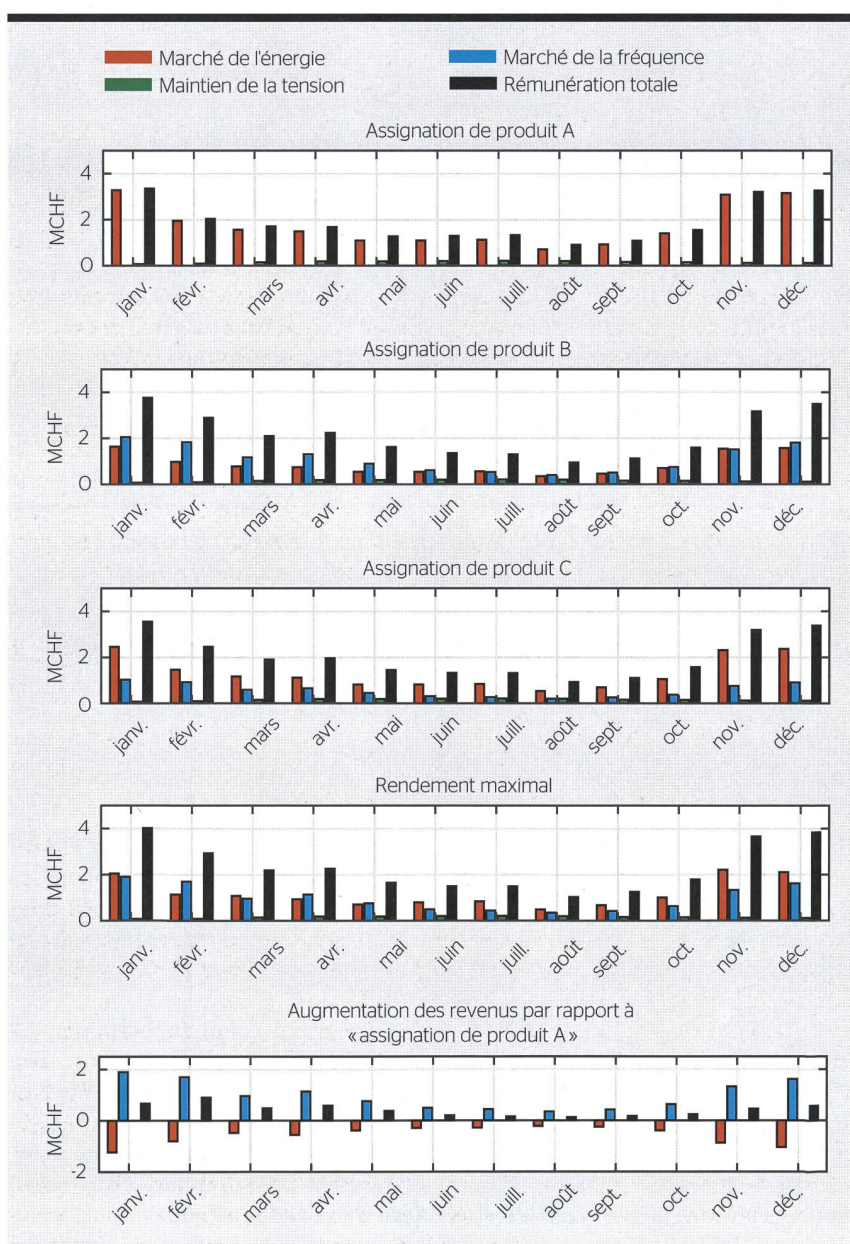 Marché de l'énergie
Marché de la fréquence
Maintien de la tension
Rémunération totale
Assignation de produit A
MCHF
4
2
0
janv. févr. mars avr. mai juin juill. août sept. oct. nov. déc.
Assignation de produit B
MCHF
4
2
0
janv. févr. mars avr. mai juin juill. août sept. oct. nov. déc.
Assignation de produit C
MCHF
4
2
0
janv. févr. mars avr. mai juin juill. août sept. oct. nov. déc.
Rendement maximal
MCHF
4
2
0
janv. févr. mars avr. mai juin juill. août sept. oct. nov. déc.
Augmentation des revenus par rapport à
«assignation de produit A»
MCHF
2
0
-2
janv. févr. mars avr. mai juin juill. août sept. oct. nov. déc.